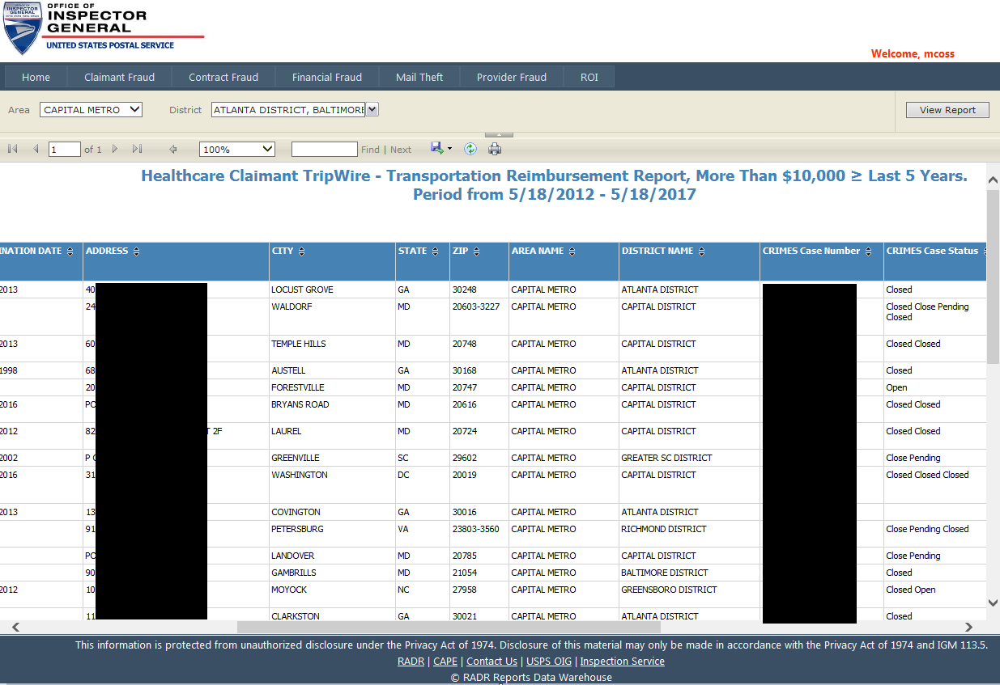 OFFICE OF
INSPECTOR
GENERAL
UNITED STATES POSTAL SERVICE
Welcome, mcoss
Home Claimant Fraud Contract Fraud Financial Fraud Mail Theft Provider Fraud ROI
Area CAPITAL METRO District ATLANTA DISTRICT, BALTIMORE View Report
1 of 1 100% Find | Next
Healthcare Claimant TripWire - Transportation Reimbursement Report, More Than $10,000 ≥ Last 5 Years.
Period from 5/18/2012 - 5/18/2017
INATION DATE ADDRESS CITY STATE ZIP AREA NAME DISTRICT NAME CRIMES Case Number CRIMES Case Status
2013 40 LOCUST GROVE GA 30248 CAPITAL METRO ATLANTA DISTRICT Closed
24 WALDORF MD 20603-3227 CAPITAL METRO CAPITAL DISTRICT Closed Close Pending
Closed
2013 60 TEMPLE HILLS MD 20748 CAPITAL METRO CAPITAL DISTRICT Closed Closed
1998 68 AUSTELL GA 30168 CAPITAL METRO ATLANTA DISTRICT Closed
20 FORESTVILLE MD 20747 CAPITAL METRO CAPITAL DISTRICT Open
2016 PO BRYANS ROAD MD 20616 CAPITAL METRO CAPITAL DISTRICT Closed Closed
2012 82 T 2F LAUREL MD 20724 CAPITAL METRO CAPITAL DISTRICT Closed Closed
2002 P O GREENVILLE SC 29602 CAPITAL METRO GREATER SC DISTRICT Close Pending
2016 31 WASHINGTON DC 20019 CAPITAL METRO CAPITAL DISTRICT Closed Closed Closed
2013 13 COVINGTON GA 30016 CAPITAL METRO ATLANTA DISTRICT
91 PETERSBURG VA 23803-3560 CAPITAL METRO RICHMOND DISTRICT Close Pending Closed
PO LANDOVER MD 20785 CAPITAL METRO CAPITAL DISTRICT Close Pending
90 GAMBRILLS MD 21054 CAPITAL METRO BALTIMORE DISTRICT Closed
2012 10 MOYOCK NC 27958 CAPITAL METRO GREENSBORO DISTRICT Closed Open
11 CLARKSTON GA 30021 CAPITAL METRO ATLANTA DISTRICT Closed
This information is protected from unauthorized disclosure under the Privacy Act of 1974. Disclosure of this material may only be made in accordance with the Privacy Act of 1974 and IGM 113.5.
RADR | CAPE | Contact Us | USPS OIG | Inspection Service
© RADR Reports Data Warehouse